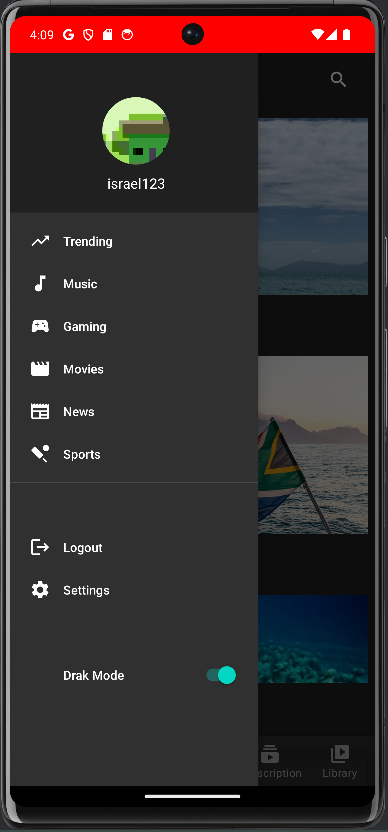 4:09
israel123
Trending
Music
Gaming
Movies
News
Sports
Logout
Settings
Drak Mode
scription
Library